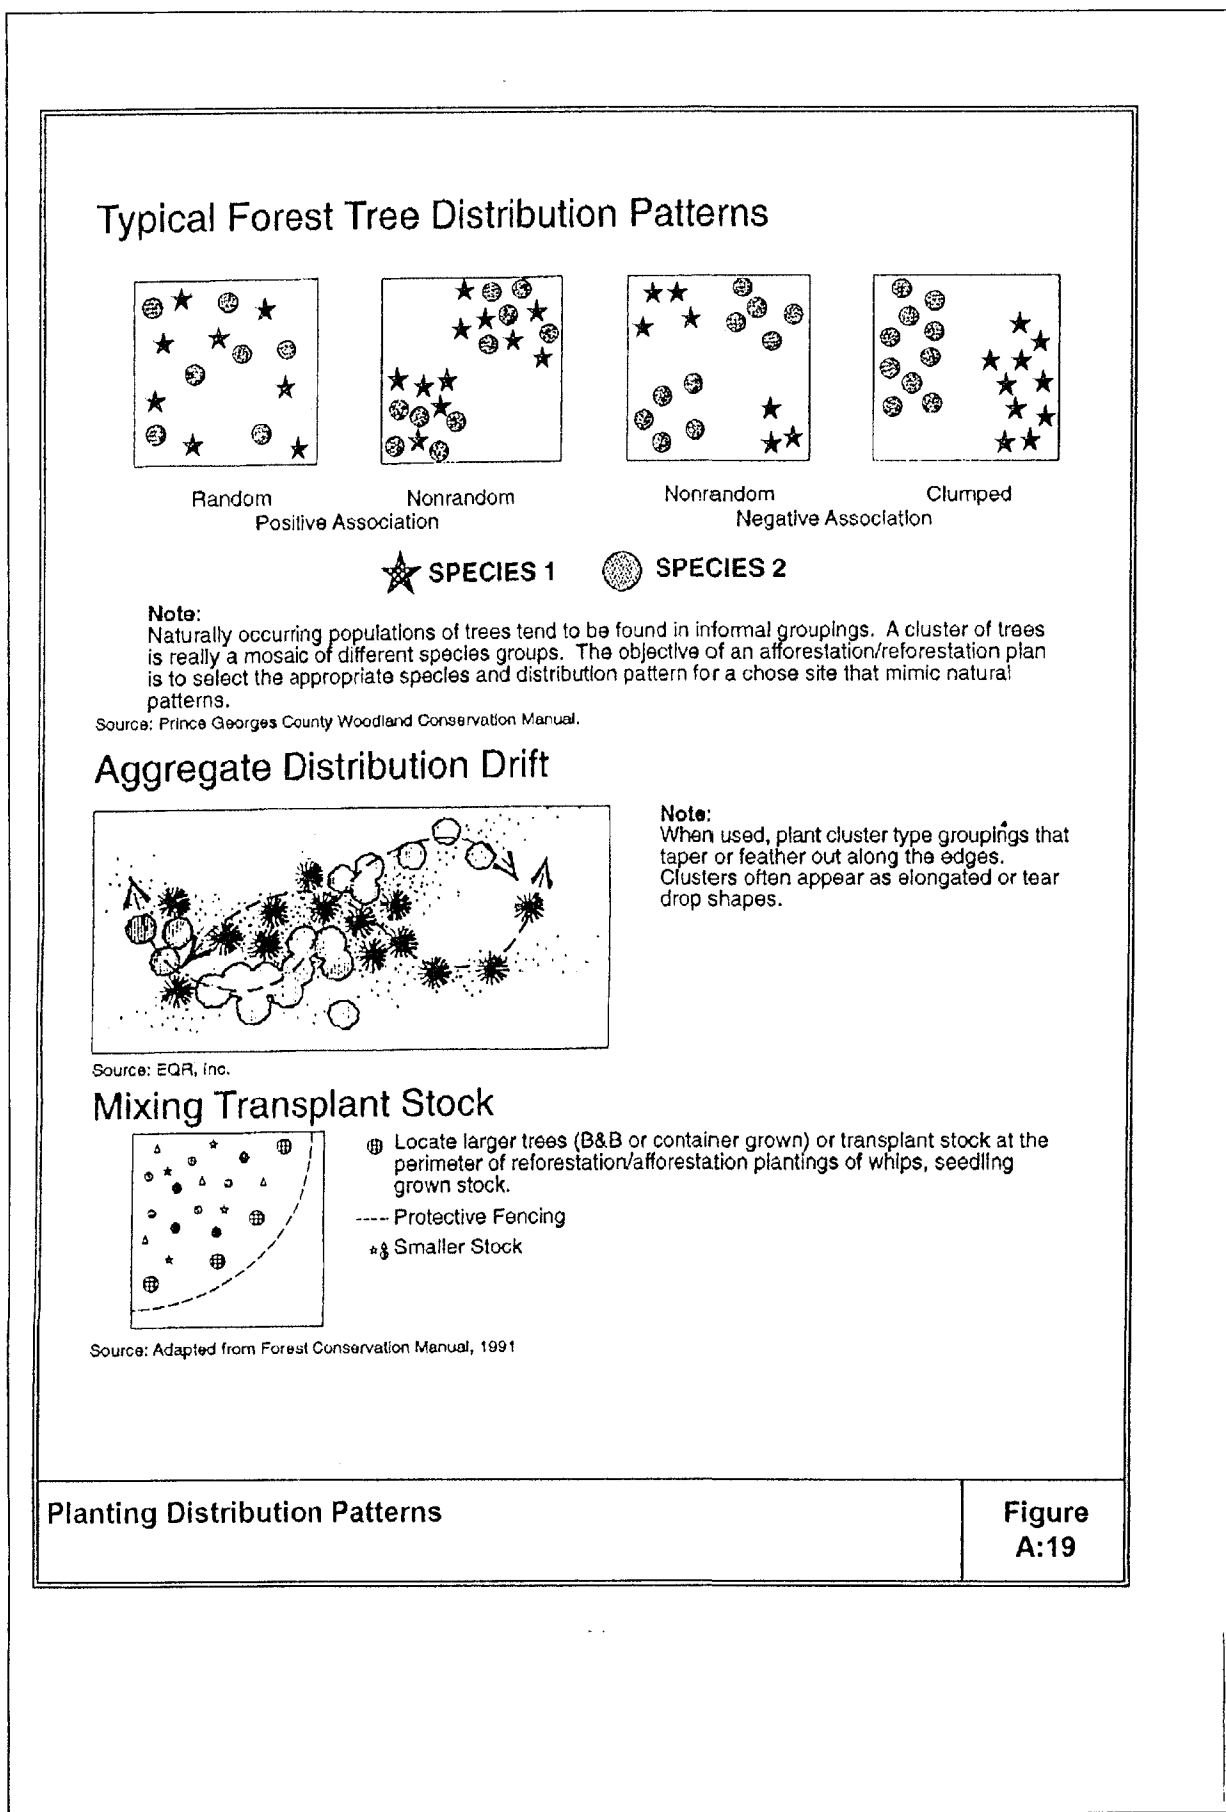 Typical Forest Tree Distribution Patterns
Random
Nonrandom
Nonrandom
Clumped
Positive Association
Negative Association
SPECIES 1
SPECIES 2
Note:
Naturally occurring populations of trees tend to be found in informal groupings. A cluster of trees
is really a mosaic of different species groups. The objective of an afforestation/reforestation plan
is to select the appropriate species and distribution pattern for a chose site that mimic natural
patterns.
Source: Prince Georges County Woodland Conservation Manual.
Aggregate Distribution Drift
Note:
When used, plant cluster type groupings that
taper or feather out along the edges.
Clusters often appear as elongated or tear
drop shapes.
Source: EQR, Inc.
Mixing Transplant Stock
Locate larger trees (B&B or container grown) or transplant stock at the
perimeter of reforestation/afforestation plantings of whips, seedling
grown stock.
Protective Fencing
Smaller Stock
Source: Adapted from Forest Conservation Manual, 1991
Planting Distribution Patterns
Figure
A:19